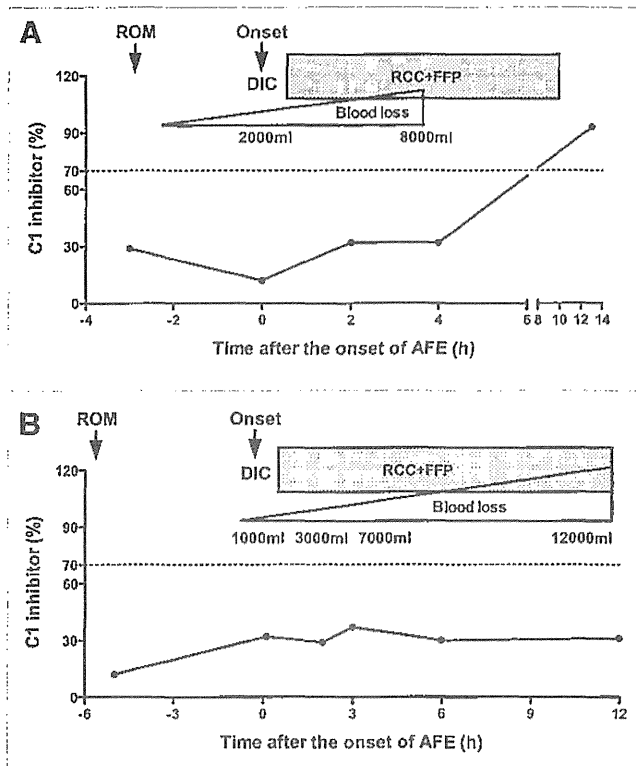 A
ROM Onset
DIC RCC+FFP
Blood loss
2000ml 8000ml
C1 inhibitor (%)
120
90
70
60
30
0
-4 -2 0 2 4 6 8 10 12 14
Time after the onset of AFE (h)
B
ROM Onset
DIC RCC+FFP
Blood loss
1000ml 3000ml 7000ml 12000ml
C1 inhibitor (%)
120
90
70
60
30
0
-6 -3 0 3 6 9 12
Time after the onset of AFE (h)